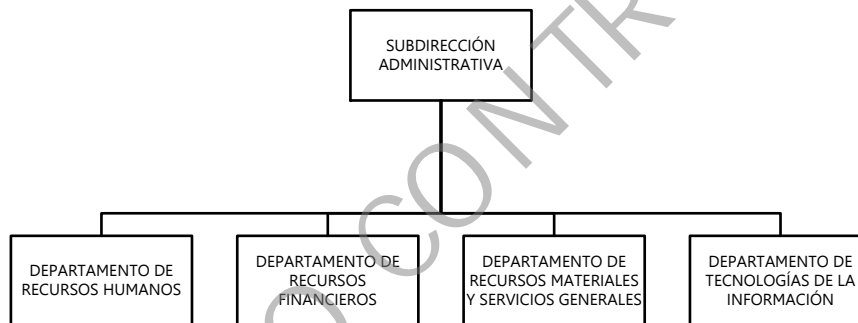 SUBDIRECCIÓN
ADMINISTRATIVA
DEPARTAMENTO DE
RECURSOS HUMANOS
DEPARTAMENTO DE
RECURSOS
FINANCIEROS
DEPARTAMENTO DE
RECURSOS MATERIALES
Y SERVICIOS GENERALES
DEPARTAMENTO DE
TECNOLOGÍAS DE LA
INFORMACIÓN